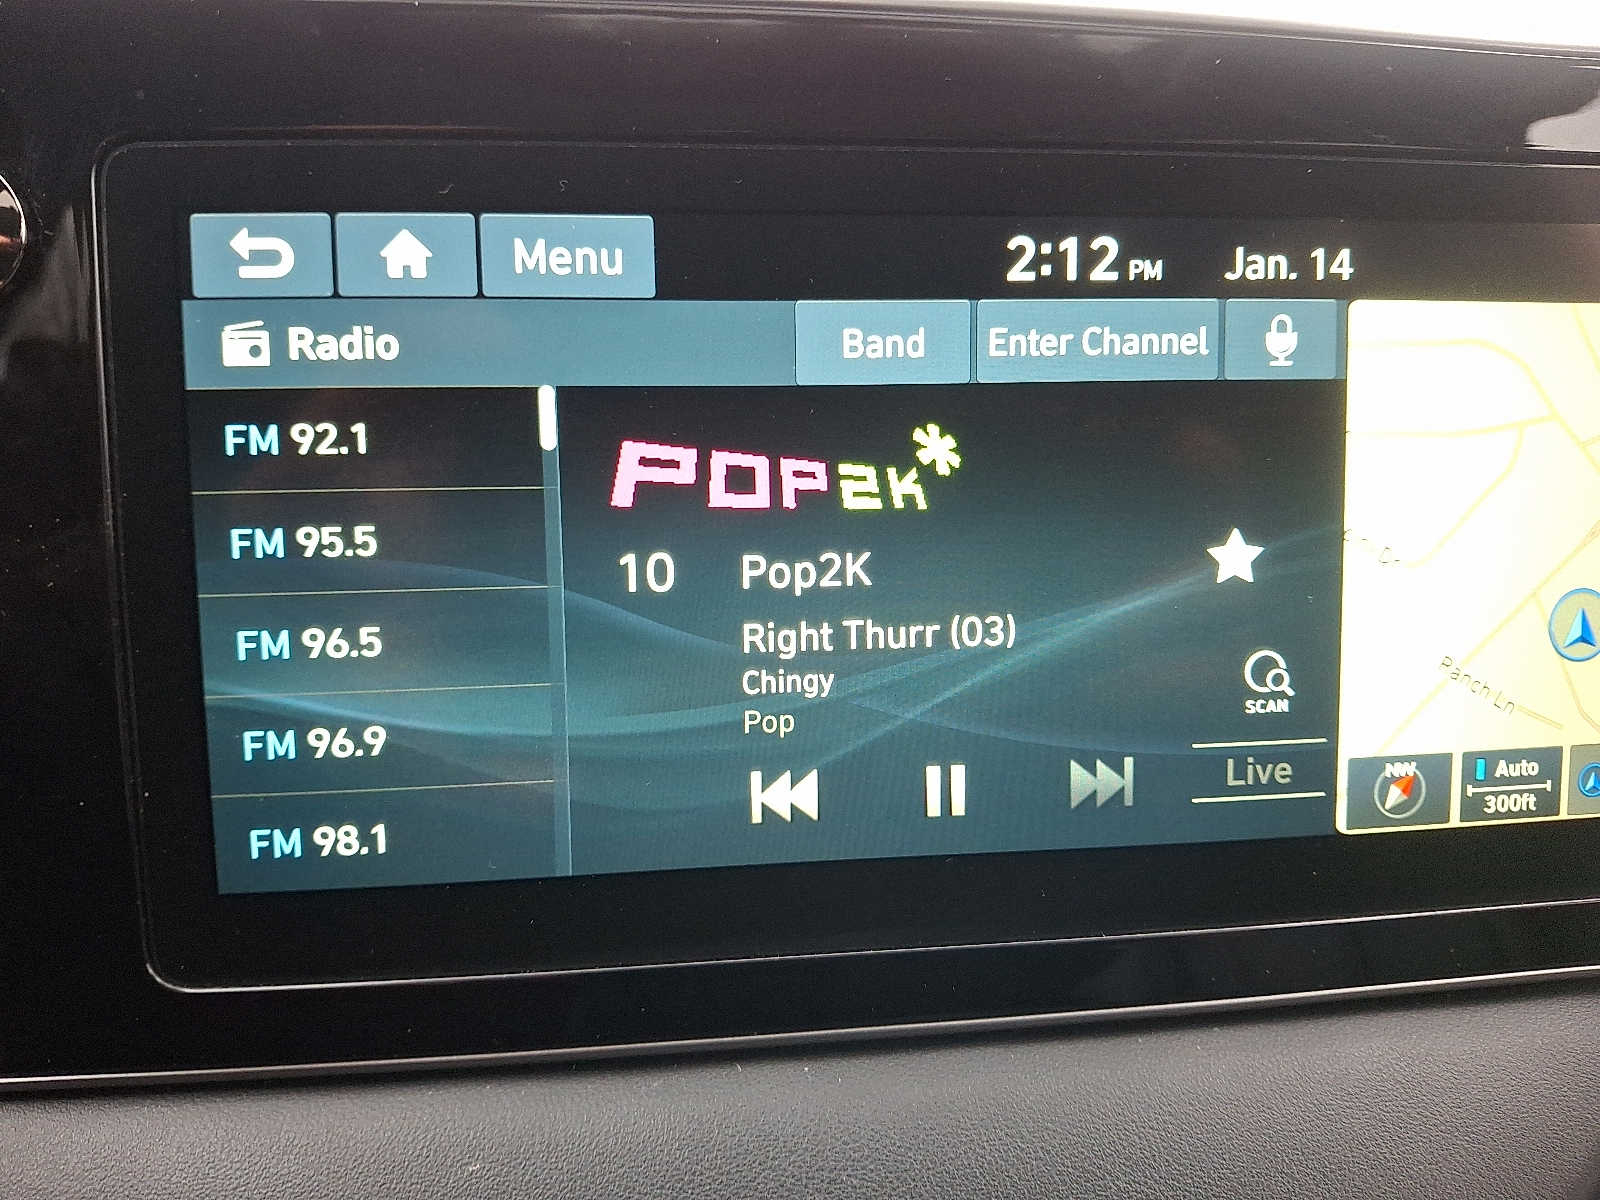 Menu
2:12 PM Jan. 14
Radio
Band
Enter Channel
FM 92.1
FM 95.5
FM 96.5
FM 96.9
FM 98.1
POP2K*
10 Pop2K
Right Thurr (03)
Chingy
Pop
SCAN
Live
Ranch Ln
NW
Auto
300ft